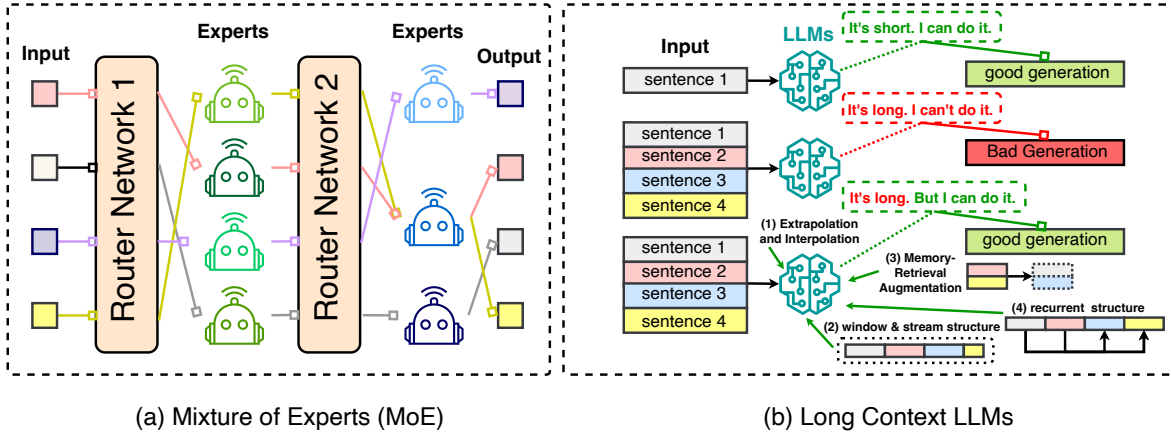 Experts
Experts
Input
Output
Router Network 1
Router Network 2
(a) Mixture of Experts (MoE)
Input
LLMs
It's short. I can do it.
sentence 1
good generation
It's long. I can't do it.
sentence 1
sentence 2
sentence 3
sentence 4
Bad Generation
It's long. But I can do it.
sentence 1
sentence 2
sentence 3
sentence 4
good generation
(1) Extrapolation
and Interpolation
(3) Memory-
Retrieval
Augmentation
(4) recurrent structure
(2) window & stream structure
(b) Long Context LLMs